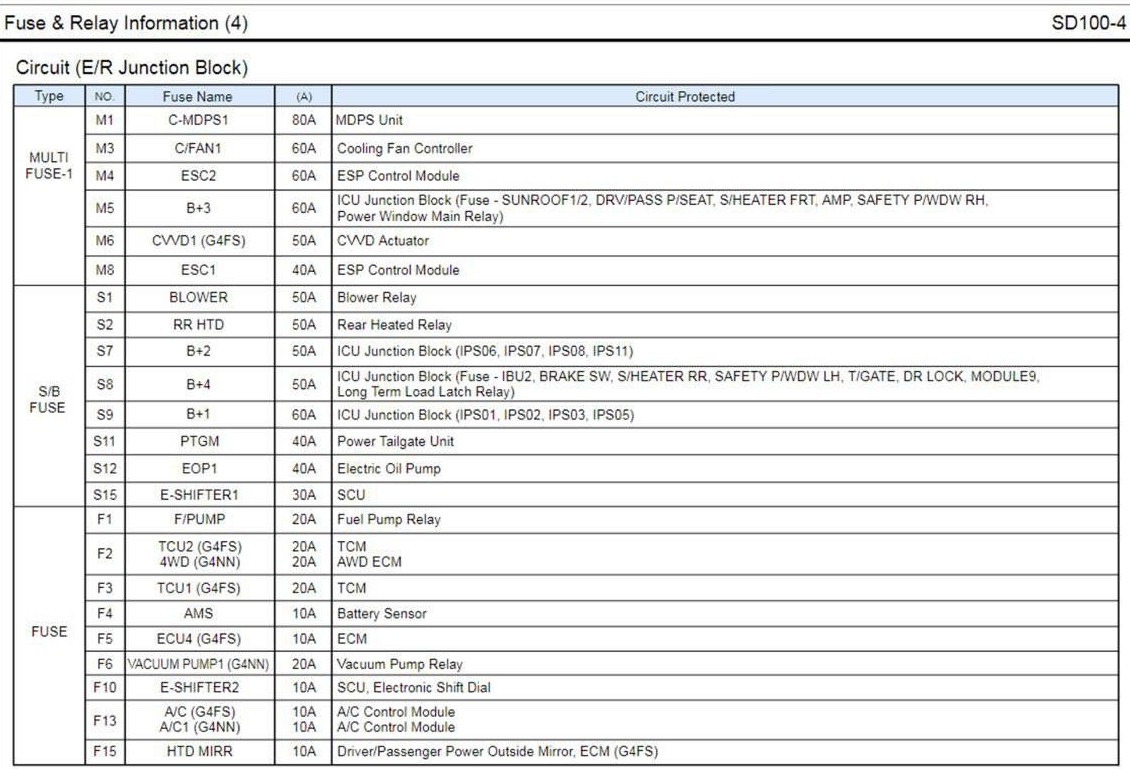 Fuse & Relay Information (4) SD100-4
Circuit (E/R Junction Block)
Type NO. Fuse Name (A) Circuit Protected
MULTI FUSE-1
M1 C-MDPS1 80A MDPS Unit
M3 C/FAN1 60A Cooling Fan Controller
M4 ESC2 60A ESP Control Module
M5 B+3 60A ICU Junction Block (Fuse - SUNROOF1/2, DRV/PASS P/SEAT, S/HEATER FRT, AMP, SAFETY P/WDW RH,
Power Window Main Relay)
M6 CVVD1 (G4FS) 50A CVVD Actuator
M8 ESC1 40A ESP Control Module
S/B FUSE
S1 BLOWER 50A Blower Relay
S2 RR HTD 50A Rear Heated Relay
S7 B+2 50A ICU Junction Block (IPS06, IPS07, IPS08, IPS11)
S8 B+4 50A ICU Junction Block (Fuse - IBU2, BRAKE SW, S/HEATER RR, SAFETY P/WDW LH, T/GATE, DR LOCK, MODULE9,
Long Term Load Latch Relay)
S9 B+1 60A ICU Junction Block (IPS01, IPS02, IPS03, IPS05)
S11 PTGM 40A Power Tailgate Unit
S12 EOP1 40A Electric Oil Pump
S15 E-SHIFTER1 30A SCU
FUSE
F1 F/PUMP 20A Fuel Pump Relay
F2 TCU2 (G4FS) 20A TCM
4WD (G4NN) 20A AWD ECM
F3 TCU1 (G4FS) 20A TCM
F4 AMS 10A Battery Sensor
F5 ECU4 (G4FS) 10A ECM
F6 VACUUM PUMP1 (G4NN) 20A Vacuum Pump Relay
F10 E-SHIFTER2 10A SCU, Electronic Shift Dial
F13 A/C (G4FS) 10A A/C Control Module
A/C1 (G4NN) 10A A/C Control Module
F15 HTD MIRR 10A Driver/Passenger Power Outside Mirror, ECM (G4FS)